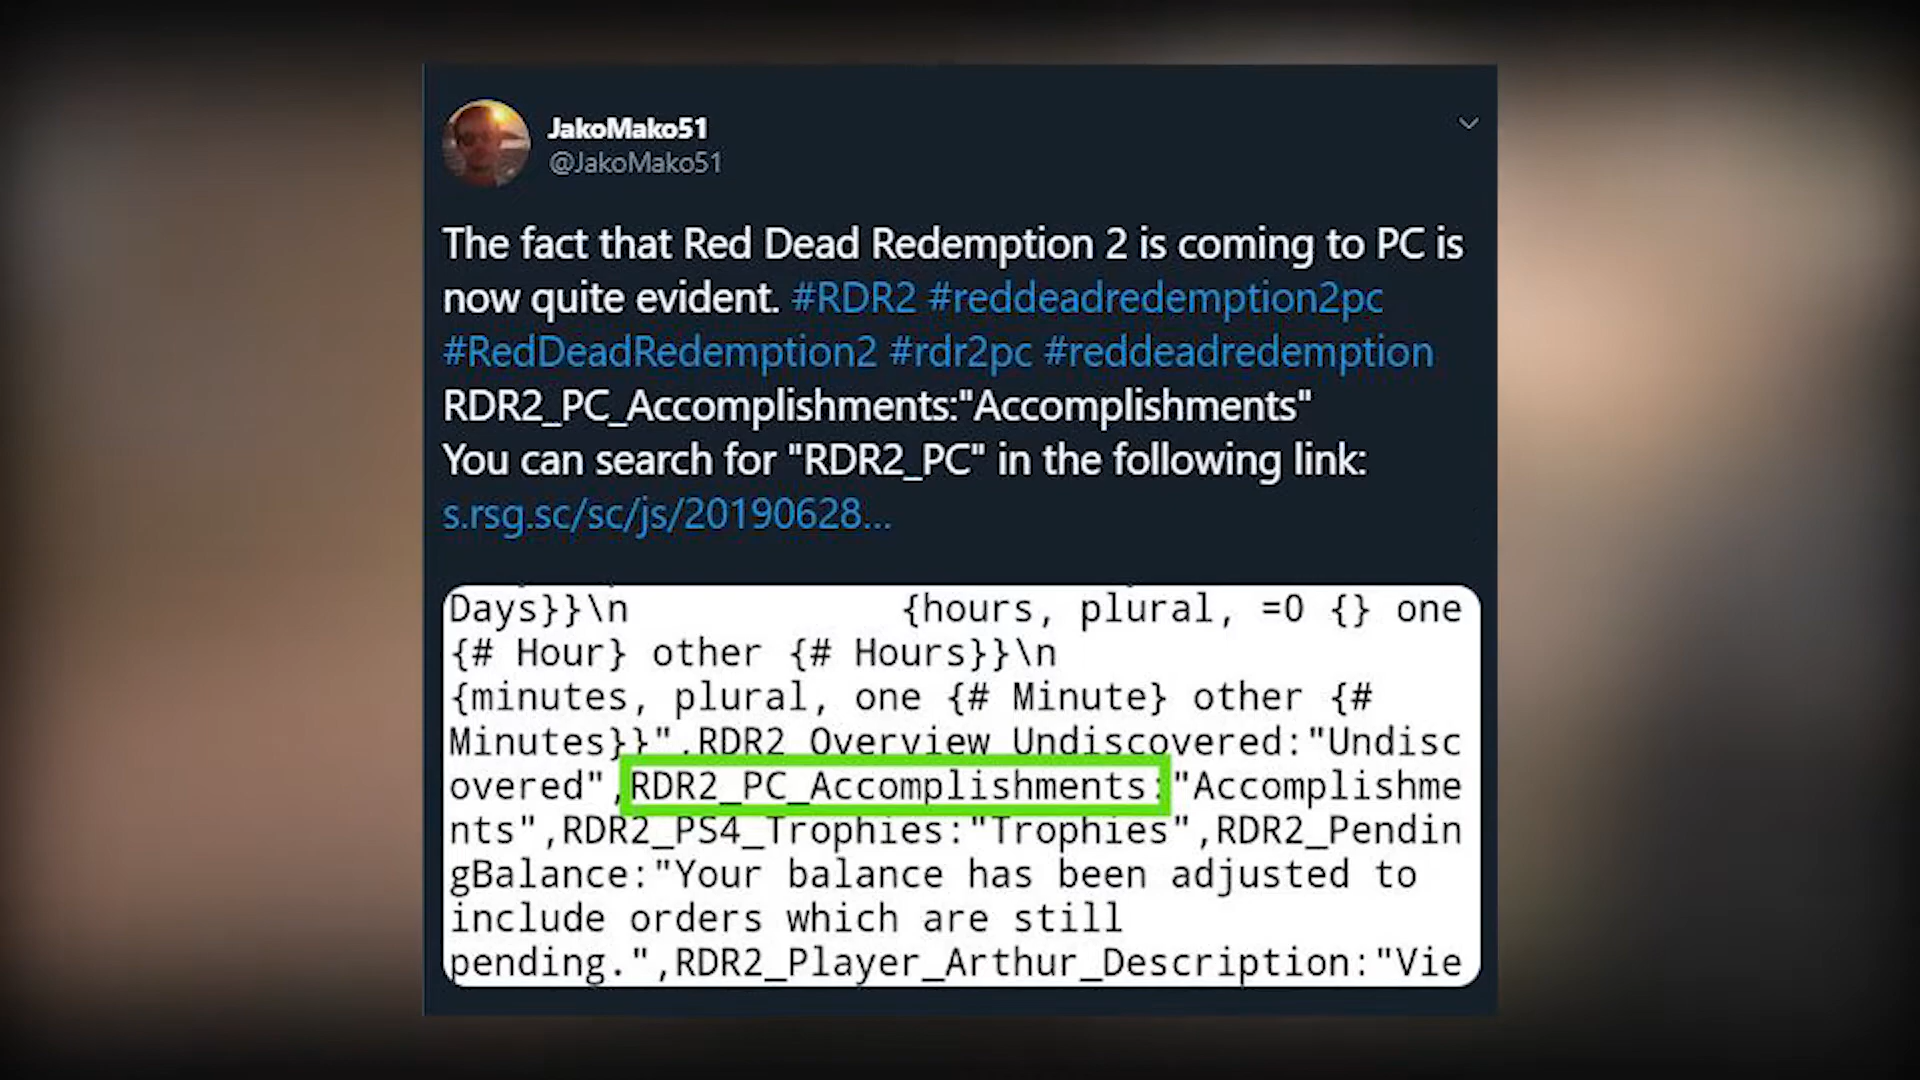 JakoMako51
@JakoMako51
The fact that Red Dead Redemption 2 is coming to PC is
now quite evident. #RDR2 #reddeadredemption2pc
#RedDeadRedemption2 #rdr2pc #reddeadredemption
RDR2_PC_Accomplishments:"Accomplishments"
You can search for "RDR2_PC" in the following link:
s.rsg.sc/sc/js/20190628...
Days}}\n {hours, plural, =0 {} one
{# Hour} other {# Hours}}\n
{minutes, plural, one {# Minute} other {#
Minutes}}",RDR2_Overview_Undiscovered:"Undisc
overed",RDR2_PC_Accomplishments:"Accomplishme
nts",RDR2_PS4_Trophies:"Trophies",RDR2_Pendin
gBalance:"Your balance has been adjusted to
include orders which are still
pending.",RDR2_Player_Arthur_Description:"Vie